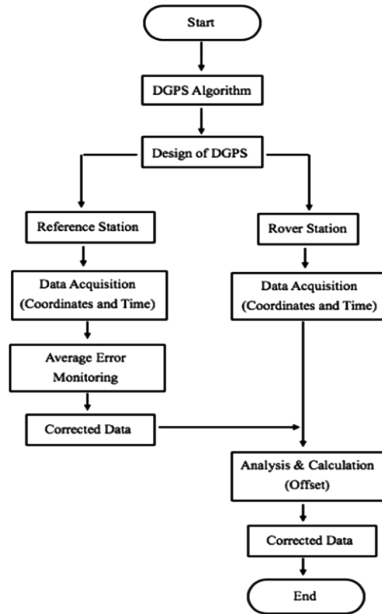 Start
DGPS Algorithm
Design of DGPS
Reference Station
Rover Station
Data Acquisition
(Coordinates and Time)
Data Acquisition
(Coordinates and Time)
Average Error
Monitoring
Corrected Data
Analysis & Calculation
(Offset)
Corrected Data
End